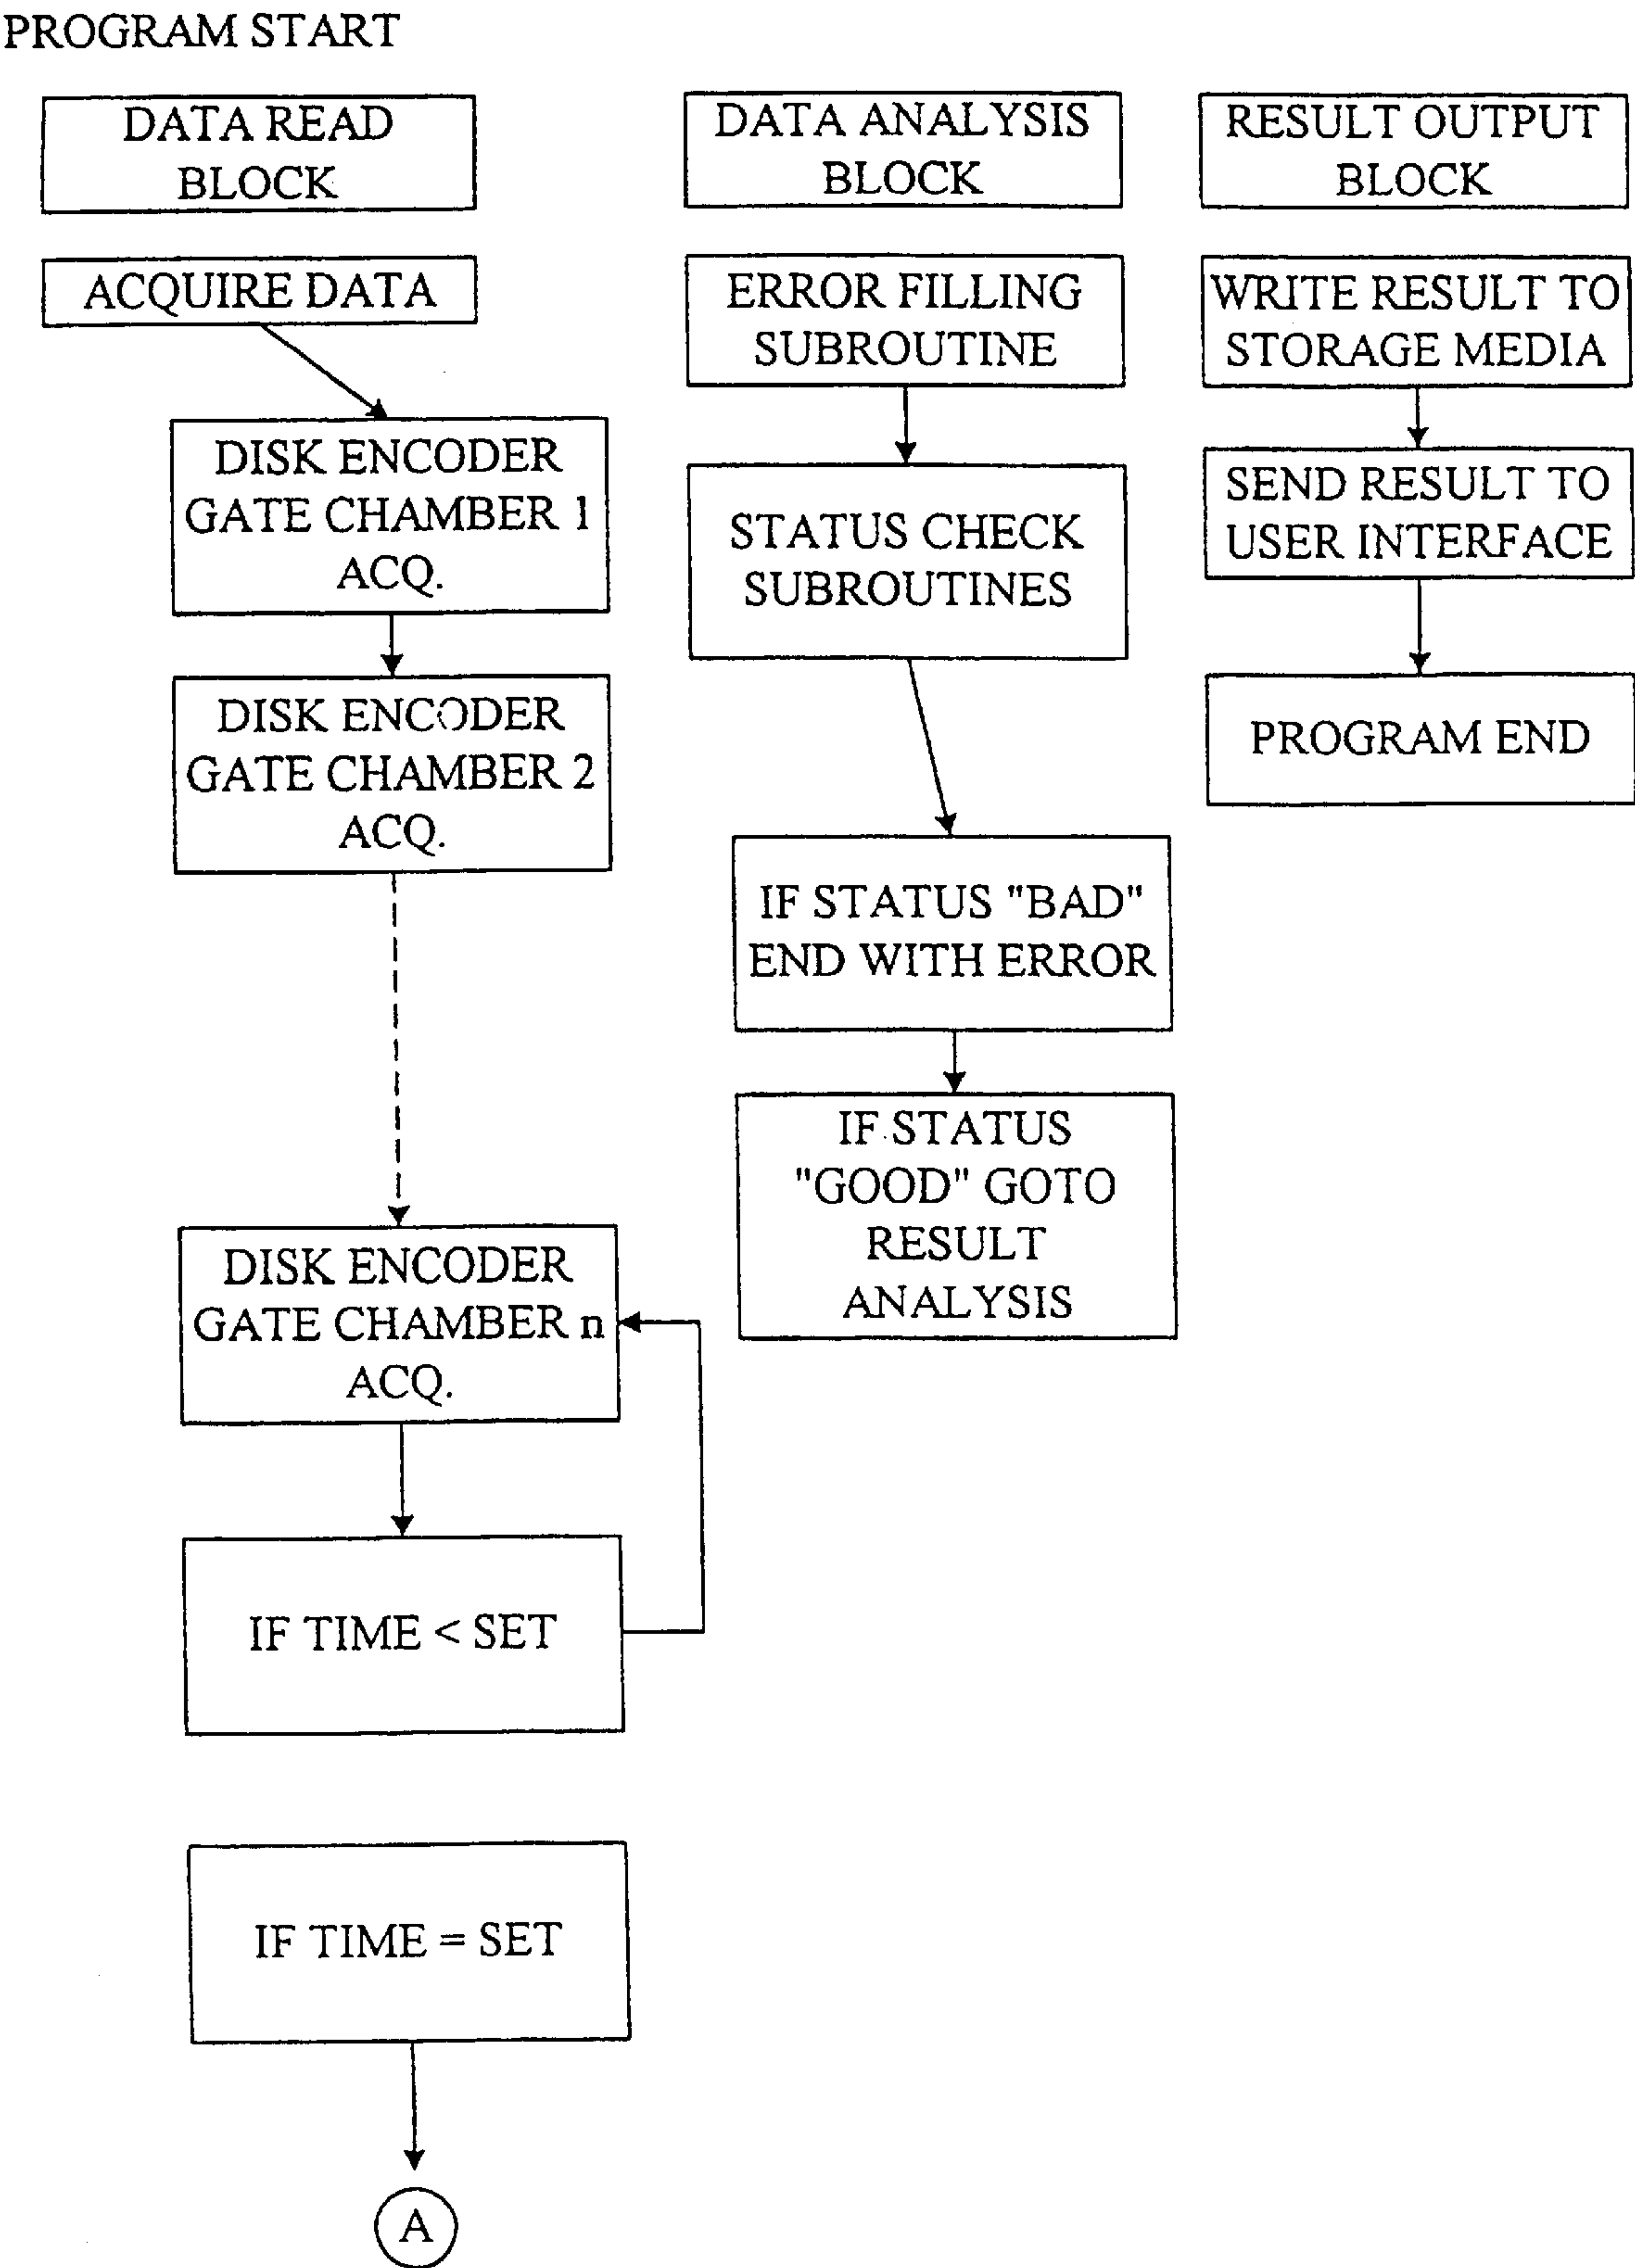 PROGRAM START
DATA READ
BLOCK
ACQUIRE DATA
DISK ENCODER
GATE CHAMBER 1
ACQ.
DISK ENCODER
GATE CHAMBER 2
ACQ.
DISK ENCODER
GATE CHAMBER n
ACQ.
IF TIME < SET
IF TIME = SET
A
DATA ANALYSIS
BLOCK
ERROR FILLING
SUBROUTINE
STATUS CHECK
SUBROUTINES
IF STATUS "BAD"
END WITH ERROR
IF STATUS
"GOOD" GOTO
RESULT
ANALYSIS
RESULT OUTPUT
BLOCK
WRITE RESULT TO
STORAGE MEDIA
SEND RESULT TO
USER INTERFACE
PROGRAM END